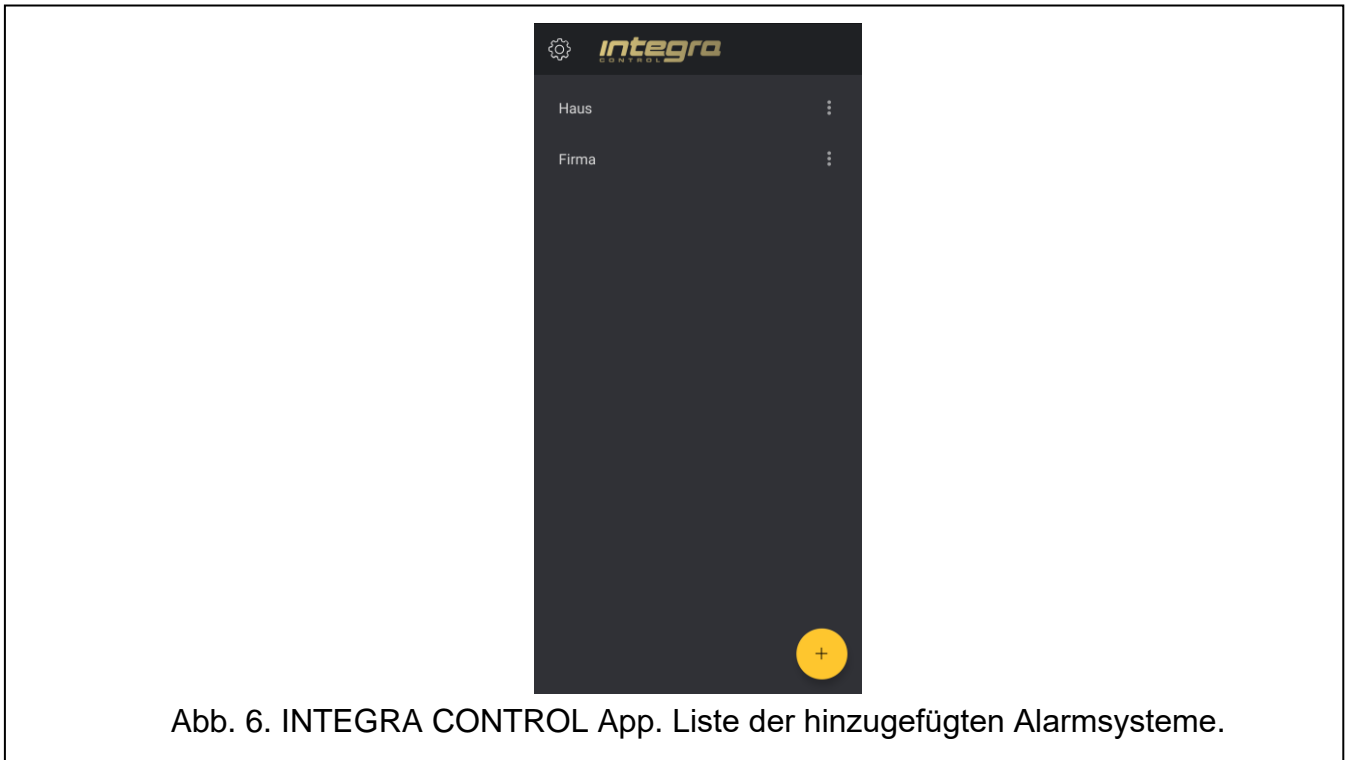 integra
CONTROL
Haus
Firma
+
Abb. 6. INTEGRA CONTROL App. Liste der hinzugefügten Alarmsysteme.